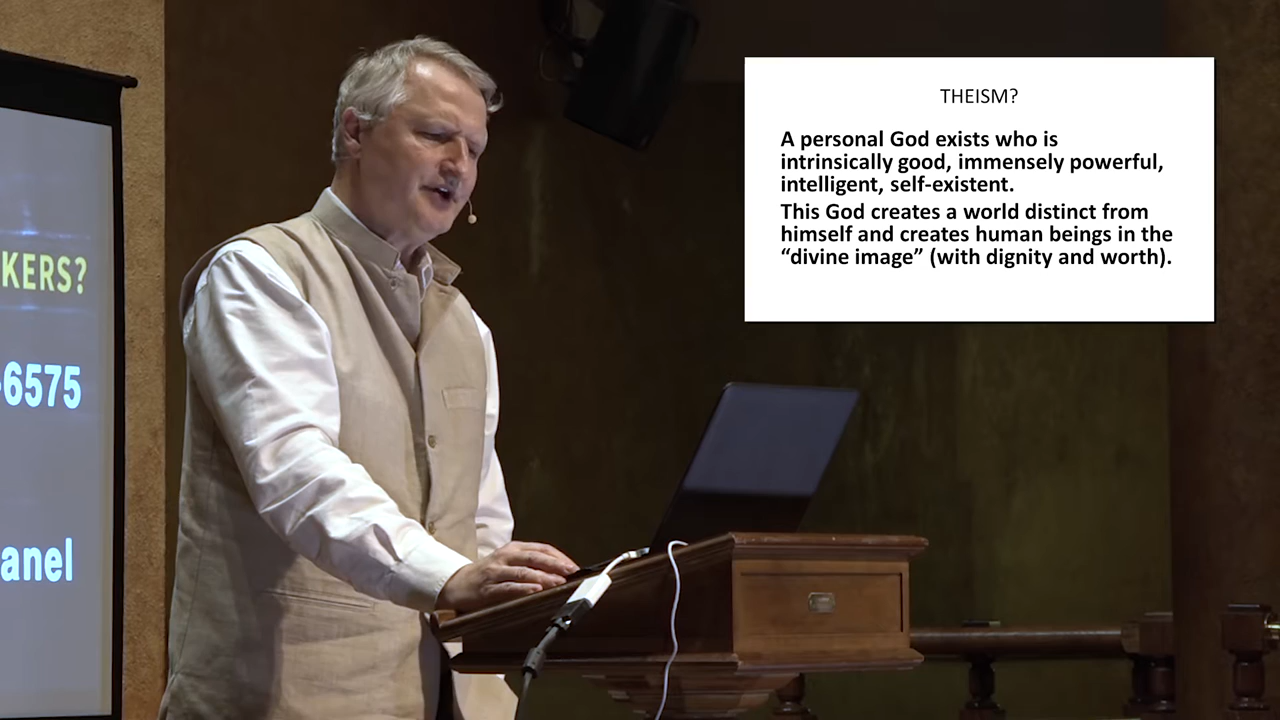 KERS?
-6575
anel
THEISM?
A personal God exists who is
intrinsically good, immensely powerful,
intelligent, self-existent.
This God creates a world distinct from
himself and creates human beings in the
“divine image” (with dignity and worth).